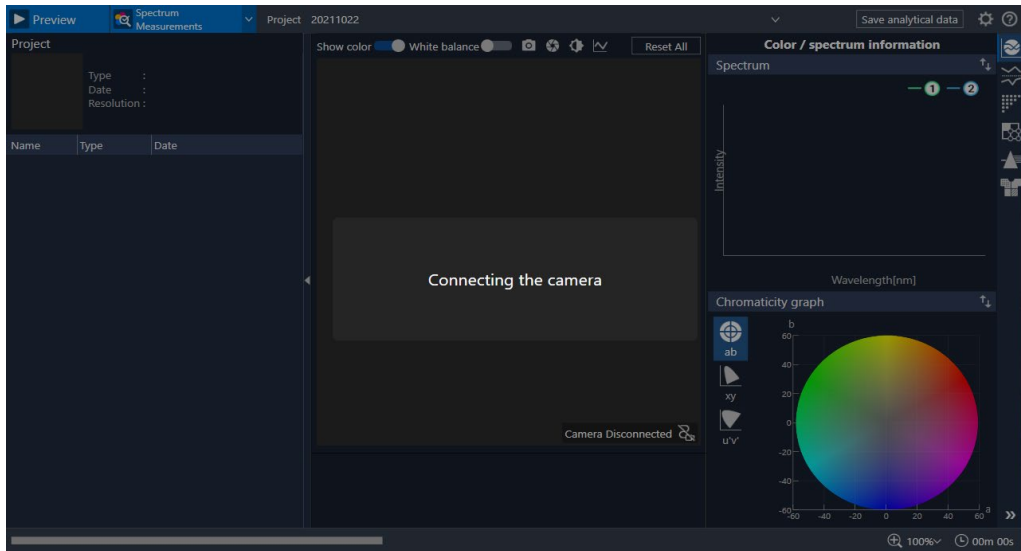 Preview
Spectrum
Measurements
Project 20211022
Save analytical data
Project
Type :
Date :
Resolution :
Name Type Date
Show color White balance Reset All
Connecting the camera
Camera Disconnected
Color / spectrum information
Spectrum
1 2
Intensity
Wavelength[nm]
Chromaticity graph
ab
xy
u'v'
b
60
40
20
0
-20
-40
-60
-60 -40 -20 0 20 40 60 a
100% 00m 00s